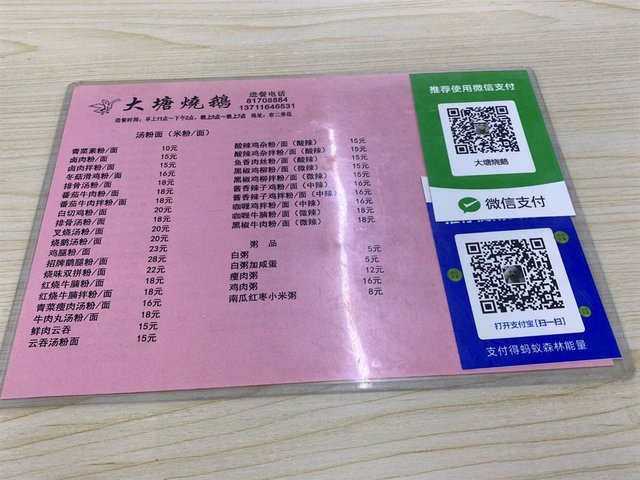 大塘燒鵝
送餐电话
81708884
13711646531
送餐时间：早上11点～下午2点，晚上5点～晚上7点 地址：市二旁边
汤粉面（米粉/面）
青菜素粉/面 10元
卤肉粉/面 15元
卤肉拌粉/面 15元
冬菇滑鸡粉/面 16元
排骨汤粉/面 18元
番茄牛肉粉/面 18元
番茄牛肉拌粉/面 18元
白切鸡粉/面 20元
排骨汤粉/面 18元
叉烧汤粉/面 20元
烧鹅汤粉/面 20元
鸡腿粉/面 23元
招牌鹅腿粉/面 28元
烧味双拼粉/面 22元
红烧牛腩粉/面 18元
红烧牛腩拌粉/面 18元
青菜瘦肉汤粉/面 16元
牛肉丸汤粉/面 18元
鲜肉云吞 15元
云吞汤粉面 15元
酸辣鸡杂粉/面（酸辣） 15元
酸辣鸡杂拌粉/面（酸辣） 15元
鱼香肉丝粉/面（酸辣） 15元
黑椒鸡柳粉/面（微辣） 16元
黑椒鸡柳拌粉/面（微辣） 16元
酱香辣子鸡粉/面（中辣） 16元
酱香辣子鸡拌粉/面（中辣） 16元
咖喱鸡拌粉/面（中辣） 16元
咖喱牛腩粉/面（微辣） 18元
黑椒牛肉粉/面（微辣） 18元
粥 品
白粥 5元
白粥加咸蛋 5元
瘦肉粥 12元
鸡肉粥 16元
南瓜红枣小米粥 8元
推荐使用微信支付
大塘烧鹅
微信支付
打开支付宝[扫一扫]
支付得蚂蚁森林能量